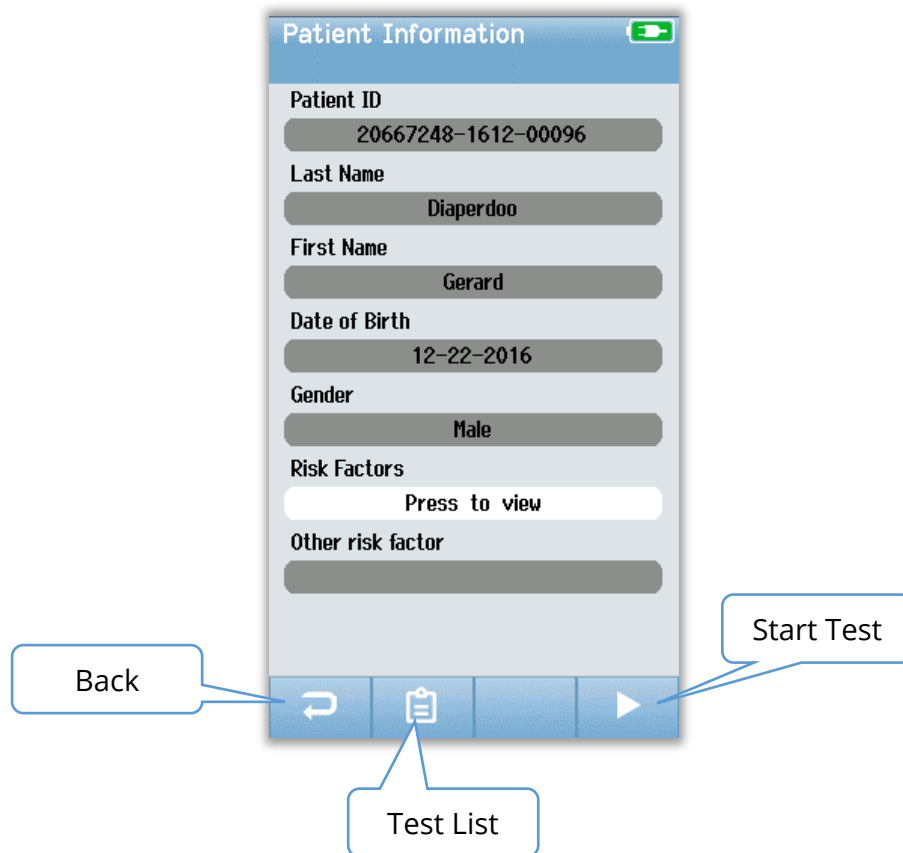 Patient Information
Patient ID
20667248-1612-00096
Last Name
Diaperdoo
First Name
Gerard
Date of Birth
12-22-2016
Gender
Male
Risk Factors
Press to view
Other risk factor
Start Test
Back
Test List